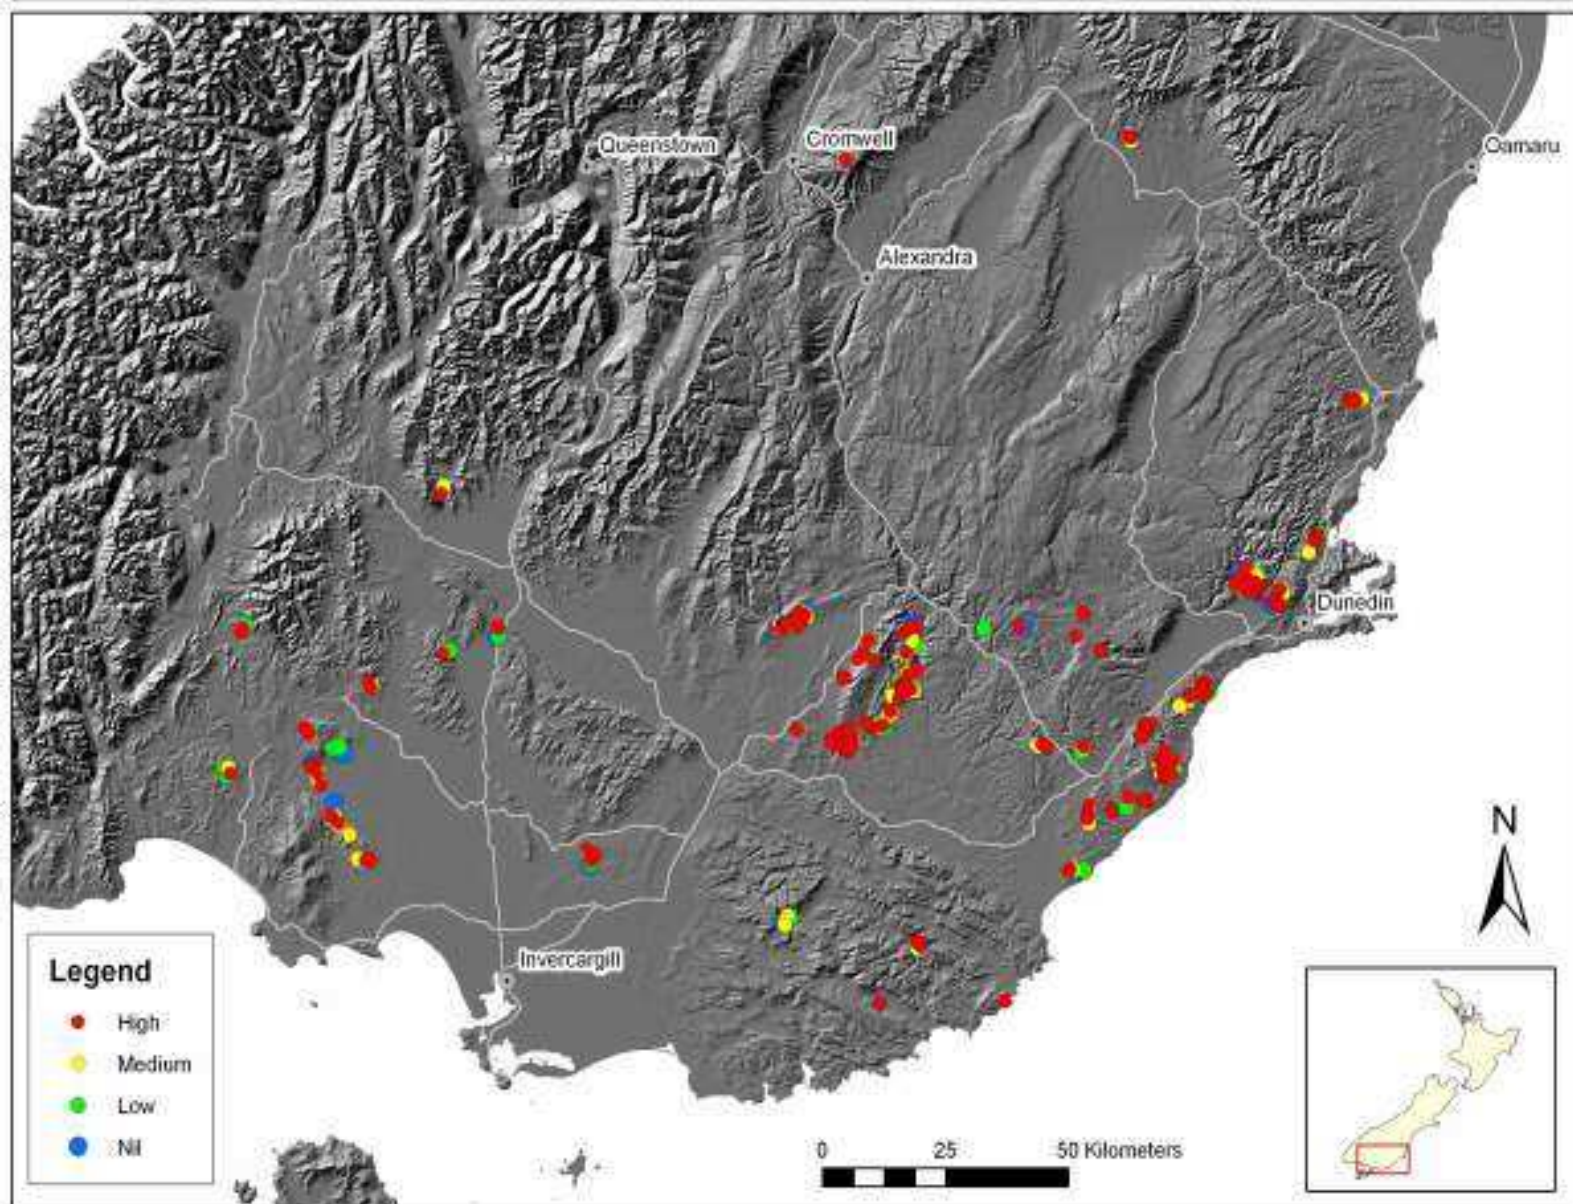 Queenstown
Cromwell
Oamaru
Alexandra
Dunedin
N
Invercargill
Legend
High
Medium
Low
Nil
0 25 50 Kilometers